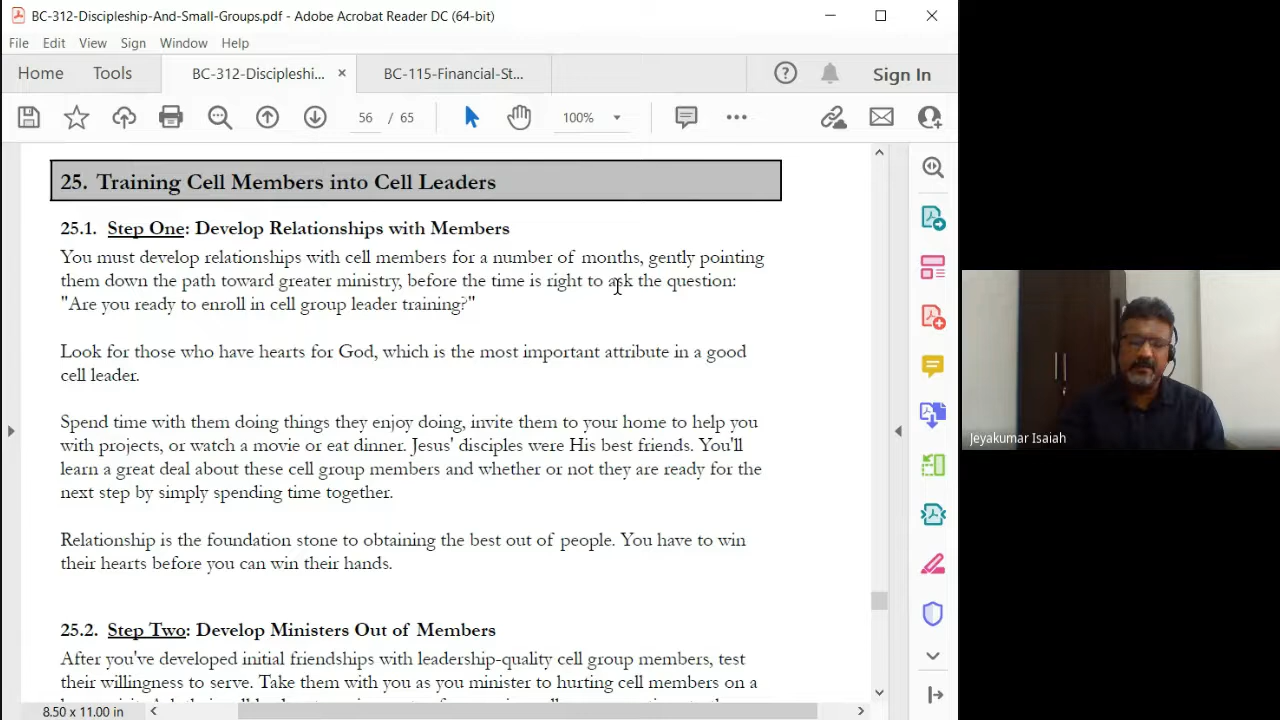 BC-312-Discipleship-And-Small-Groups.pdf - Adobe Acrobat Reader DC (64-bit)
File Edit View Sign Window Help
Home Tools BC-312-Discipleshi... × BC-115-Financial-St... Sign In
56 / 65 100%
25. Training Cell Members into Cell Leaders
25.1. Step One: Develop Relationships with Members
You must develop relationships with cell members for a number of months, gently pointing
them down the path toward greater ministry, before the time is right to ask the question:
"Are you ready to enroll in cell group leader training?"
Look for those who have hearts for God, which is the most important attribute in a good
cell leader.
Spend time with them doing things they enjoy doing, invite them to your home to help you
with projects, or watch a movie or eat dinner. Jesus' disciples were His best friends. You'll
learn a great deal about these cell group members and whether or not they are ready for the
next step by simply spending time together.
Relationship is the foundation stone to obtaining the best out of people. You have to win
their hearts before you can win their hands.
25.2. Step Two: Develop Ministers Out of Members
After you've developed initial friendships with leadership-quality cell group members, test
their willingness to serve. Take them with you as you minister to hurting cell members on a
8.50 x 11.00 in
Jeyakumar Isaiah